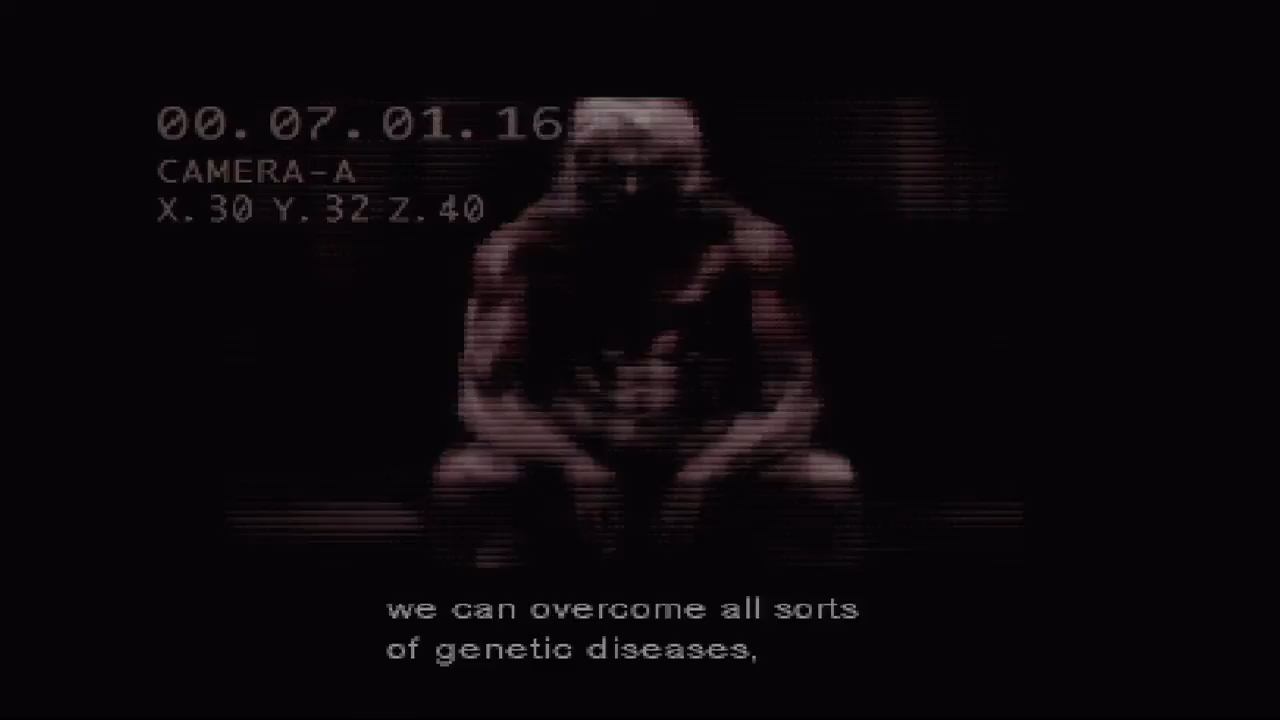 00.07.01.16
CAMERA-A
X.30 Y.32 Z.40
we can overcome all sorts
of genetic diseases,